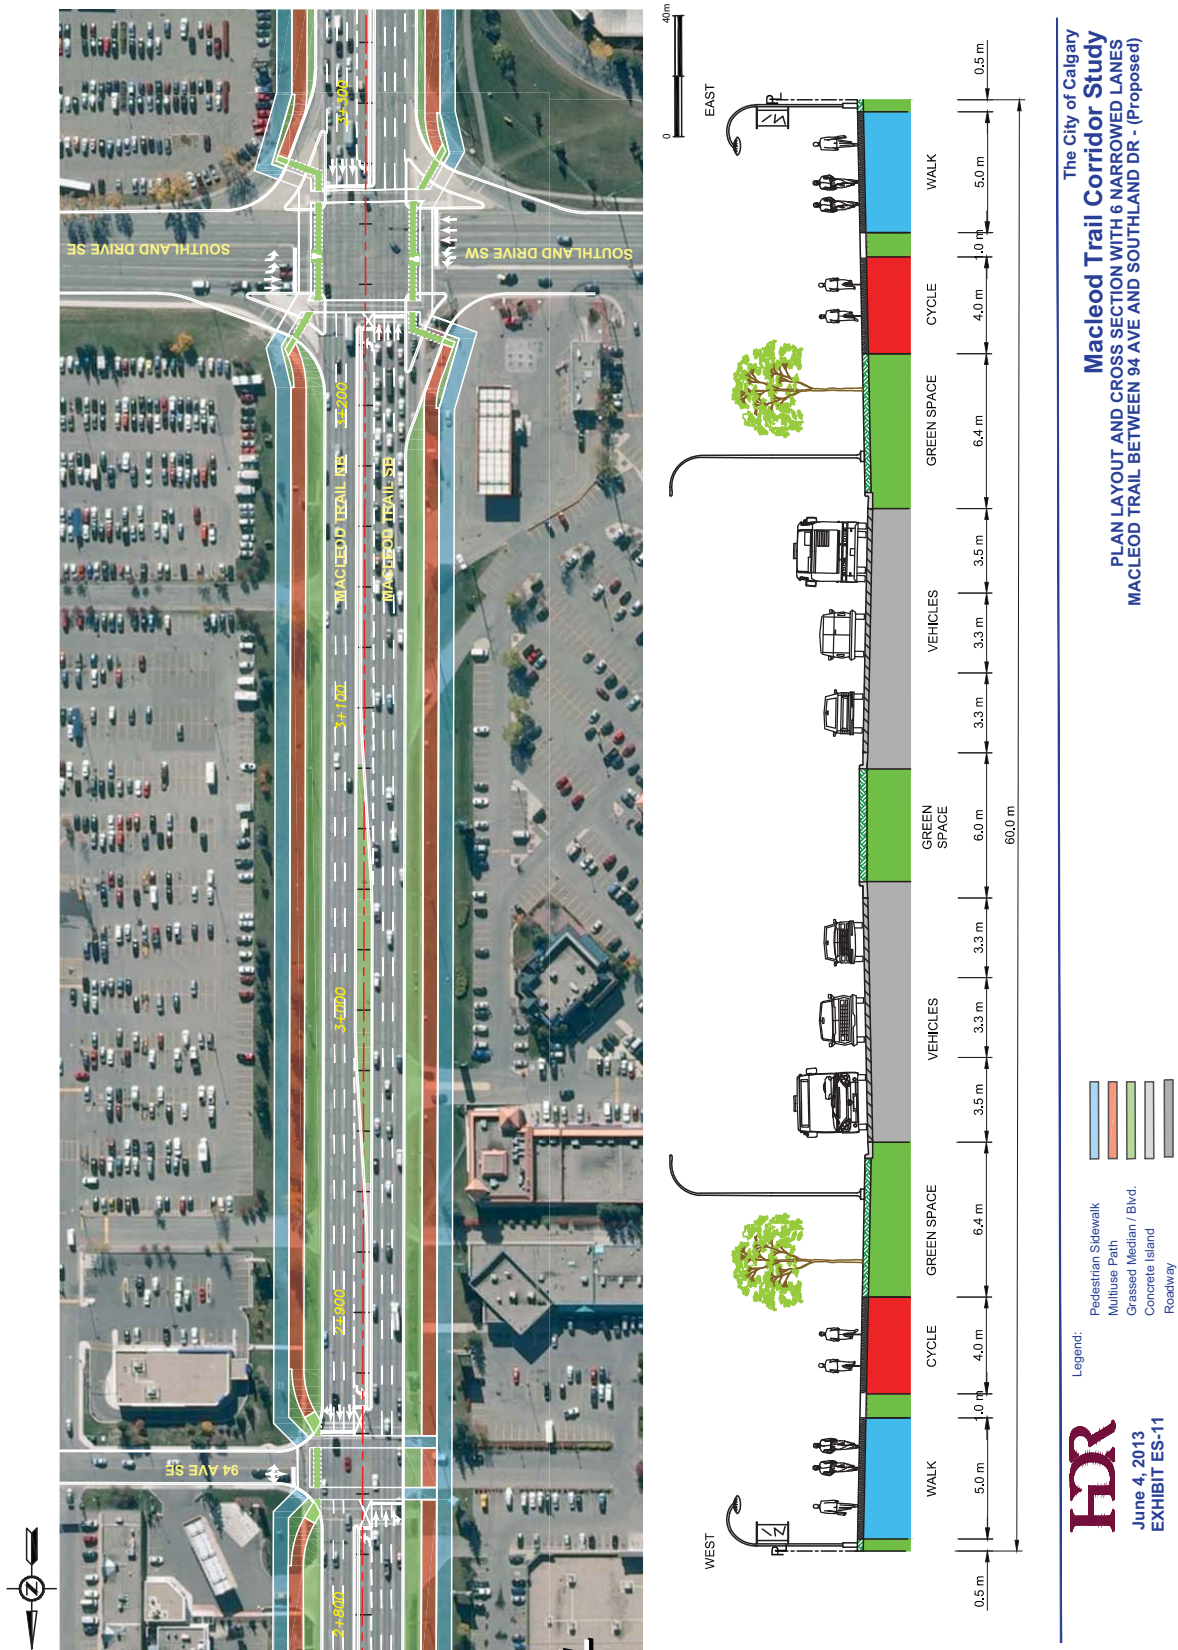 The City of Calgary
Macleod Trail Corridor Study
PLAN LAYOUT AND CROSS SECTION WITH 6 NARROWED LANES
MACLEOD TRAIL BETWEEN 94 AVE AND SOUTHLAND DR - (Proposed)
N
2+800
2+900
3+000
3+100
3+200
3+300
94 AVE SE
MACLEOD TRAIL NB
MACLEOD TRAIL SB
SOUTHLAND DRIVE SE
SOUTHLAND DRIVE SW
0
40m
WEST
EAST
PL
WALK
CYCLE
GREEN SPACE
VEHICLES
GREEN
SPACE
VEHICLES
GREEN SPACE
CYCLE
WALK
0.5 m
5.0 m
1.0 m
4.0 m
6.4 m
3.5 m
3.3 m
3.3 m
6.0 m
3.3 m
3.3 m
3.5 m
6.4 m
4.0 m
1.0 m
5.0 m
0.5 m
60.0 m
HDR
June 4, 2013
EXHIBIT ES-11
Legend:
Pedestrian Sidewalk
Multiuse Path
Grassed Median / Blvd.
Concrete Island
Roadway